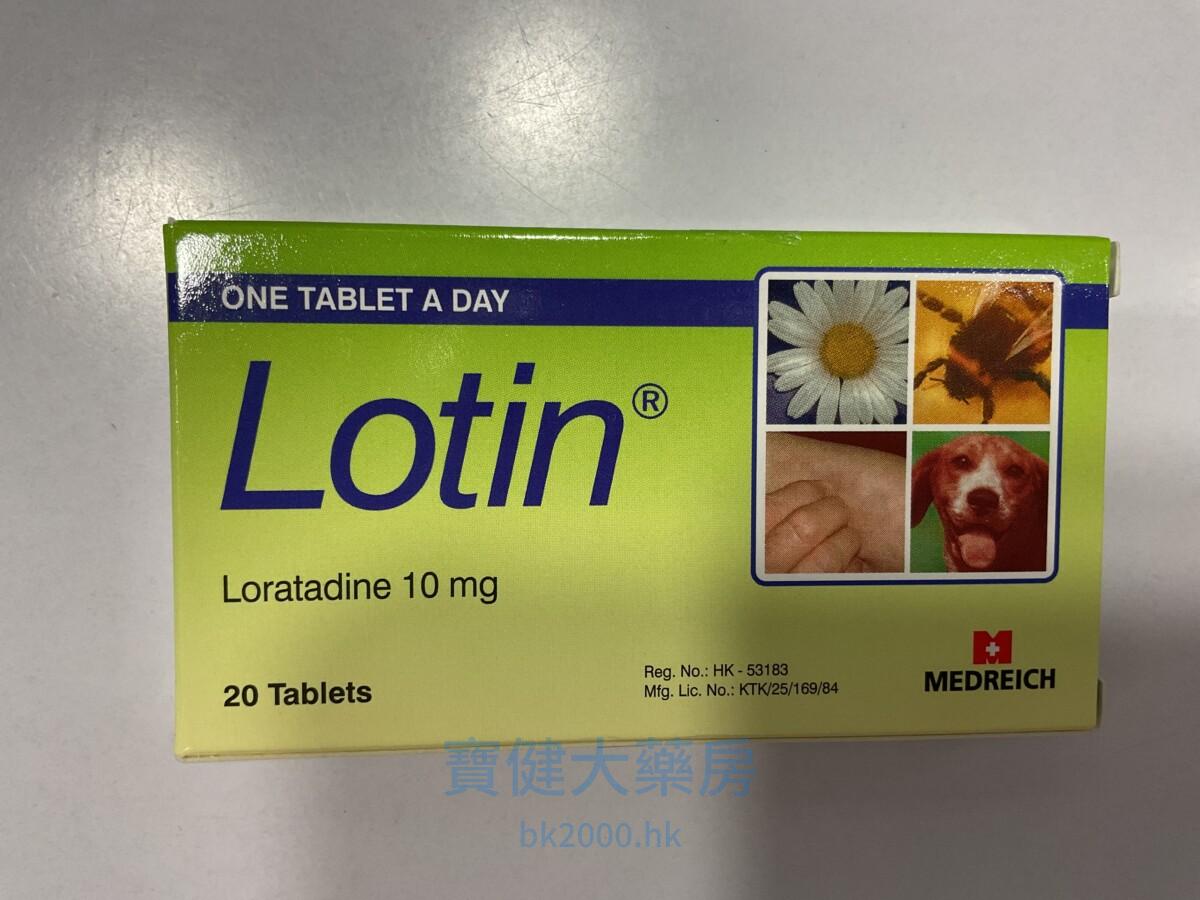 ONE TABLET A DAY
Lotin®
Loratadine 10 mg
20 Tablets
Reg. No.: HK - 53183
Mfg. Lic. No.: KTK/25/169/84
MEDREICH
寶健大藥房
bk2000.hk